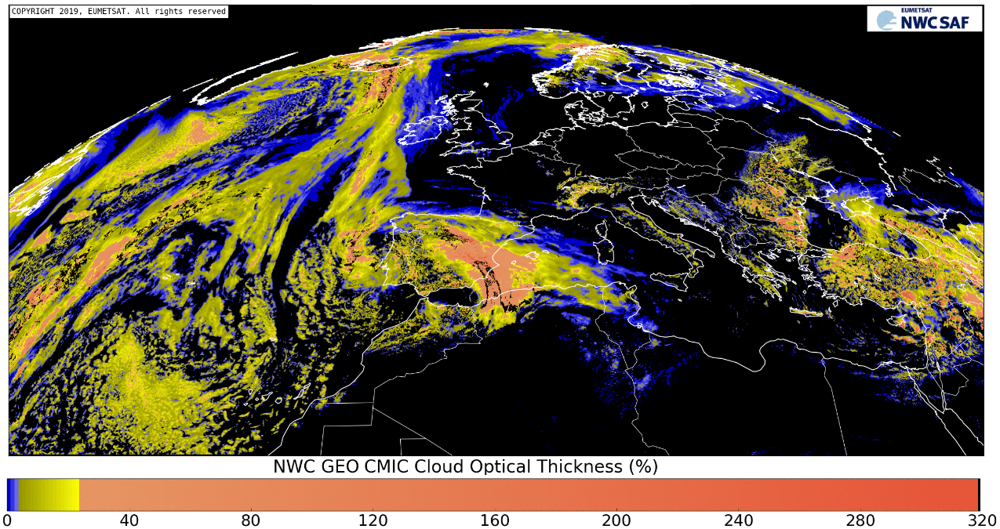 COPYRIGHT 2019, EUMETSAT. All rights reserved
EUMETSAT
NWC SAF
NWC GEO CMIC Cloud Optical Thickness (%)
0 40 80 120 160 200 240 280 320